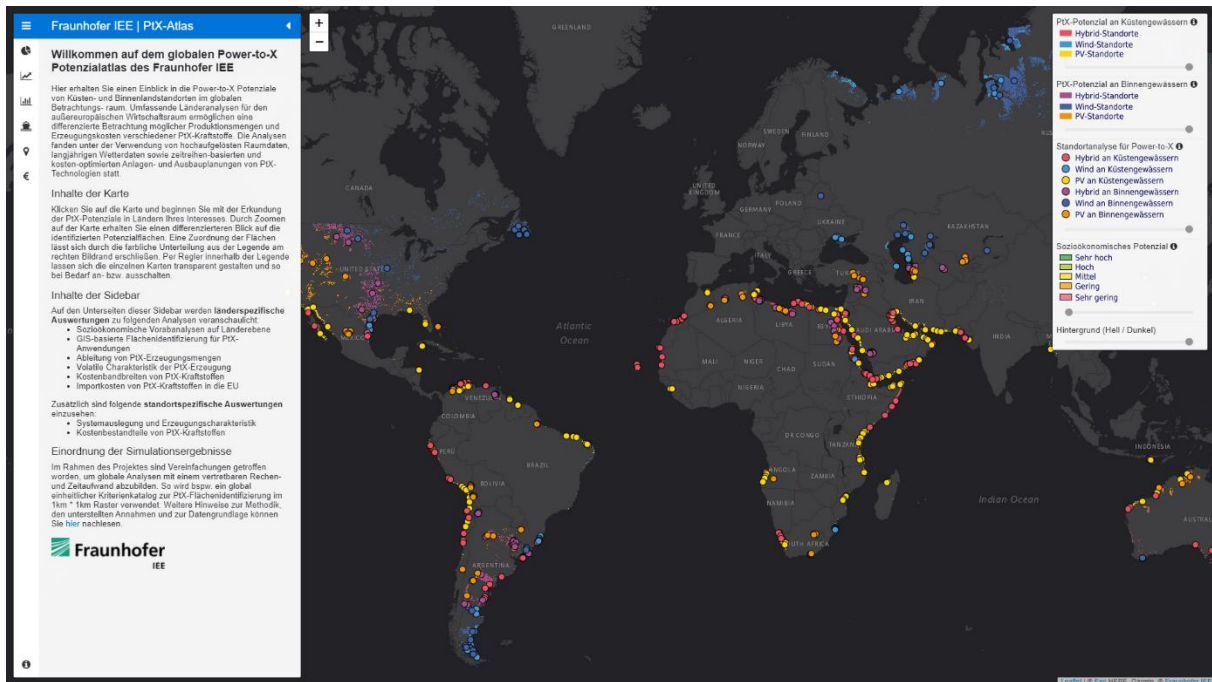 Fraunhofer IEE | PtX-Atlas
Willkommen auf dem globalen Power-to-X
Potenzialatlas des Fraunhofer IEE
Hier erhalten Sie einen Einblick in die Power-to-X Potenziale
von Küsten- und Binnenlandstandorten im globalen
Betrachtungs- raum. Umfassende Länderanalysen für den
außereuropäischen Wirtschaftsraum ermöglichen eine
differenzierte Betrachtung möglicher Produktionsmengen und
Erzeugungskosten verschiedener PtX-Kraftstoffe. Die Analysen
fanden unter der Verwendung von hochaufgelösten Raumdaten,
langjährigen Wetterdaten sowie zeitreihen-basierten und
kosten-optimierten Anlagen- und Ausbauplanungen von PtX-
Technologien statt.
Inhalte der Karte
Klicken Sie auf die Karte und beginnen Sie mit der Erkundung
der PtX-Potenziale in Ländern Ihres Interesses. Durch Zoomen
auf der Karte erhalten Sie einen differenzierteren Blick auf die
identifizierten Potenzialflächen. Eine Zuordnung der Flächen
lässt sich durch die farbliche Unterteilung aus der Legende am
rechten Bildrand erschließen. Per Regler innerhalb der Legende
lassen sich die einzelnen Karten transparent gestalten und so
bei Bedarf an- bzw. ausschalten.
Inhalte der Sidebar
Auf den Unterseiten dieser Sidebar werden länderspezifische
Auswertungen zu folgenden Analysen veranschaulicht:
• Sozioökonomische Vorabanalysen auf Länderebene
• GIS-basierte Flächenidentifizierung für PtX-
Anwendungen
• Ableitung von PtX-Erzeugungsmengen
• Volatile Charakteristik der PtX-Erzeugung
• Kostenbandbreiten von PtX-Kraftstoffen
• Importkosten von PtX-Kraftstoffen in die EU
Zusätzlich sind folgende standortspezifische Auswertungen
einzusehen:
• Systemauslegung und Erzeugungscharakteristik
• Kostenbestandteile von PtX-Kraftstoffen
Einordnung der Simulationsergebnisse
Im Rahmen des Projektes sind Vereinfachungen getroffen
worden, um globale Analysen mit einem vertretbaren Rechen-
und Zeitaufwand abzubilden. So wird bspw. ein global
einheitlicher Kriterienkatalog zur PtX-Flächenidentifizierung im
1km * 1km Raster verwendet. Weitere Hinweise zur Methodik,
den unterstellten Annahmen und zur Datengrundlage können
Sie hier nachlesen.
Fraunhofer
IEE
+
−
GREENLAND
CANADA
UNITED STATES
MEXICO
VENEZUELA
COLOMBIA
PERU
BRAZIL
BOLIVIA
ARGENTINA
Atlantic
Ocean
SWEDEN
FINLAND
NORWAY
UNITED
KINGDOM
GERMANY
POLAND
UKRAINE
FRANCE
ITALY
GREECE
KAZAKHSTAN
IRAN
ALGERIA
LIBYA
SAUDI ARABIA
INDIA
MALI
NIGER
CHAD
SUDAN
NIGERIA
ETHIOPIA
DR CONGO
TANZANIA
ANGOLA
ZAMBIA
NAMIBIA
SOUTH AFRICA
INDONESIA
Indian Ocean
AUSTRAL
PtX-Potenzial an Küstengewässern
Hybrid-Standorte
Wind-Standorte
PV-Standorte
PtX-Potenzial an Binnengewässern
Hybrid-Standorte
Wind-Standorte
PV-Standorte
Standortanalyse für Power-to-X
Hybrid an Küstengewässern
Wind an Küstengewässern
PV an Küstengewässern
Hybrid an Binnengewässern
Wind an Binnengewässern
PV an Binnengewässern
Sozioökonomisches Potenzial
Sehr hoch
Hoch
Mittel
Gering
Sehr gering
Hintergrund (Hell / Dunkel)
Leaflet | © Esri HERE, Garmin, © Fraunhofer IEE